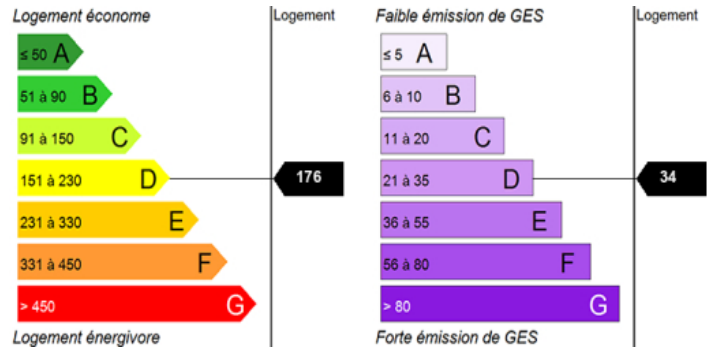 Logement économe
Logement
≤ 50 A
51 à 90 B
91 à 150 C
151 à 230 D
176
231 à 330 E
331 à 450 F
> 450 G
Logement énergivore
Faible émission de GES
Logement
≤ 5 A
6 à 10 B
11 à 20 C
21 à 35 D
34
36 à 55 E
56 à 80 F
> 80 G
Forte émission de GES